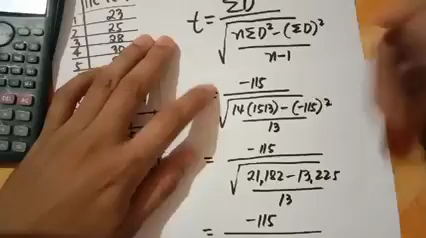 1 23
2 25
3 28
4 30
5
t = ΣD
√ nΣD² - (ΣD)²
n-1
= -115
√ 14(1513) - (-115)²
13
= -115
√ 21,182 - 13,225
13
= -115